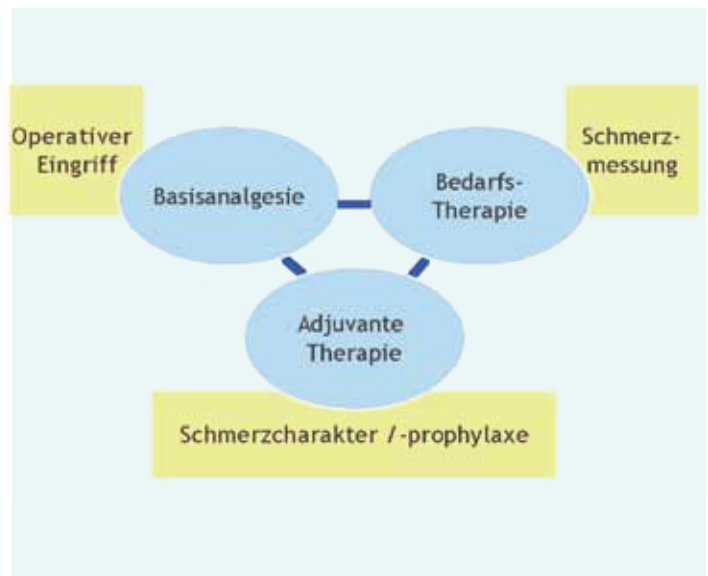 Operativer
Eingriff
Basisanalgesie
Bedarfs-
Therapie
Schmerz-
messung
Adjuvante
Therapie
Schmerzcharakter /-prophylaxe